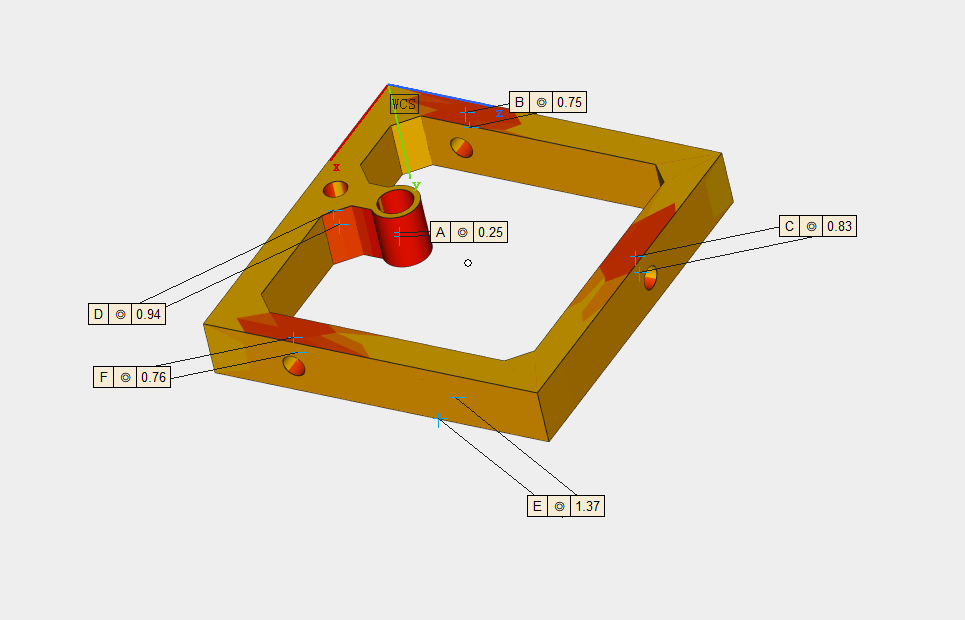 WCS
B ◎ 0.75
z
x
y
A ◎ 0.25
C ◎ 0.83
D ◎ 0.94
F ◎ 0.76
E ◎ 1.37